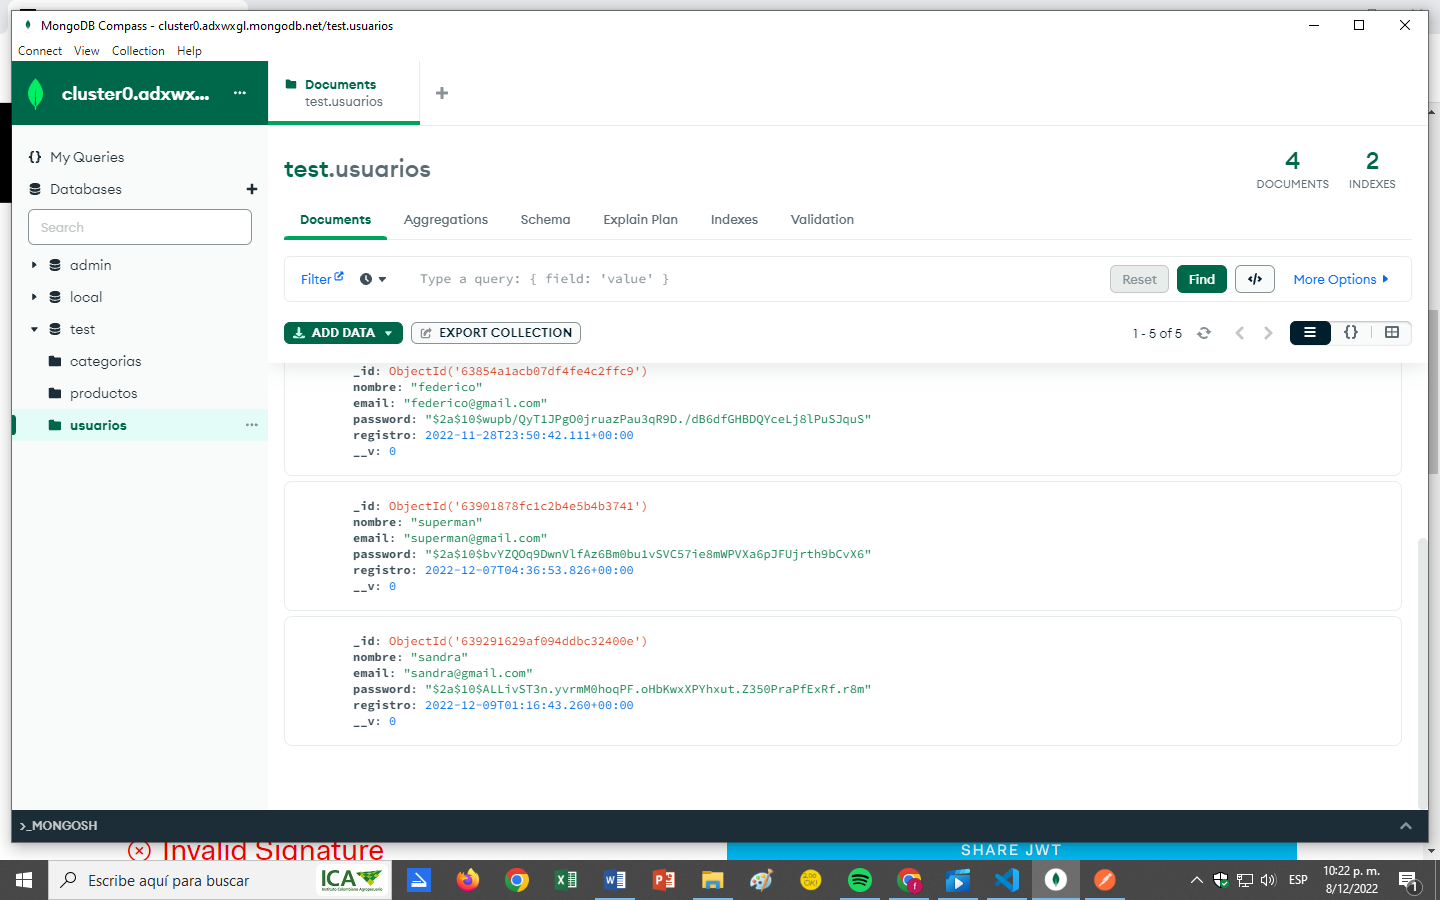 MongoDB Compass - cluster0.adxwxgl.mongodb.net/test.usuarios
Connect View Collection Help
cluster0.adxwx...
Documents
test.usuarios
My Queries
Databases
Search
admin
local
test
categorias
productos
usuarios
test.usuarios
4
DOCUMENTS
2
INDEXES
Documents Aggregations Schema Explain Plan Indexes Validation
Filter Type a query: { field: 'value' } Reset Find </> More Options
ADD DATA EXPORT COLLECTION 1 - 5 of 5 {}
_id: ObjectId('63854a1acb07df4fe4c2ffc9')
nombre: "federico"
email: "federico@gmail.com"
password: "$2a$10$wupb/QyT1JPgO0jruazPau3qR9D./dB6dfGHBDQYceLj8lPuSJquS"
registro: 2022-11-28T23:50:42.111+00:00
__v: 0
_id: ObjectId('63901878fc1c2b4e5b4b3741')
nombre: "superman"
email: "superman@gmail.com"
password: "$2a$10$bvYZQOq9DwnVlfAz6Bm0bu1vSVC57ie8mWPVXa6pJFUjrth9bCvX6"
registro: 2022-12-07T04:36:53.826+00:00
__v: 0
_id: ObjectId('639291629af094ddbc32400e')
nombre: "sandra"
email: "sandra@gmail.com"
password: "$2a$10$ALLivST3n.yvrmM0hoqPF.oHbKwxXPYhxut.Z350PraPfExRf.r8m"
registro: 2022-12-09T01:16:43.260+00:00
__v: 0
>_MONGOSH
Invalid Signature
SHARE JWT
Escribe aquí para buscar
ICA
ESP
10:22 p. m.
8/12/2022
1